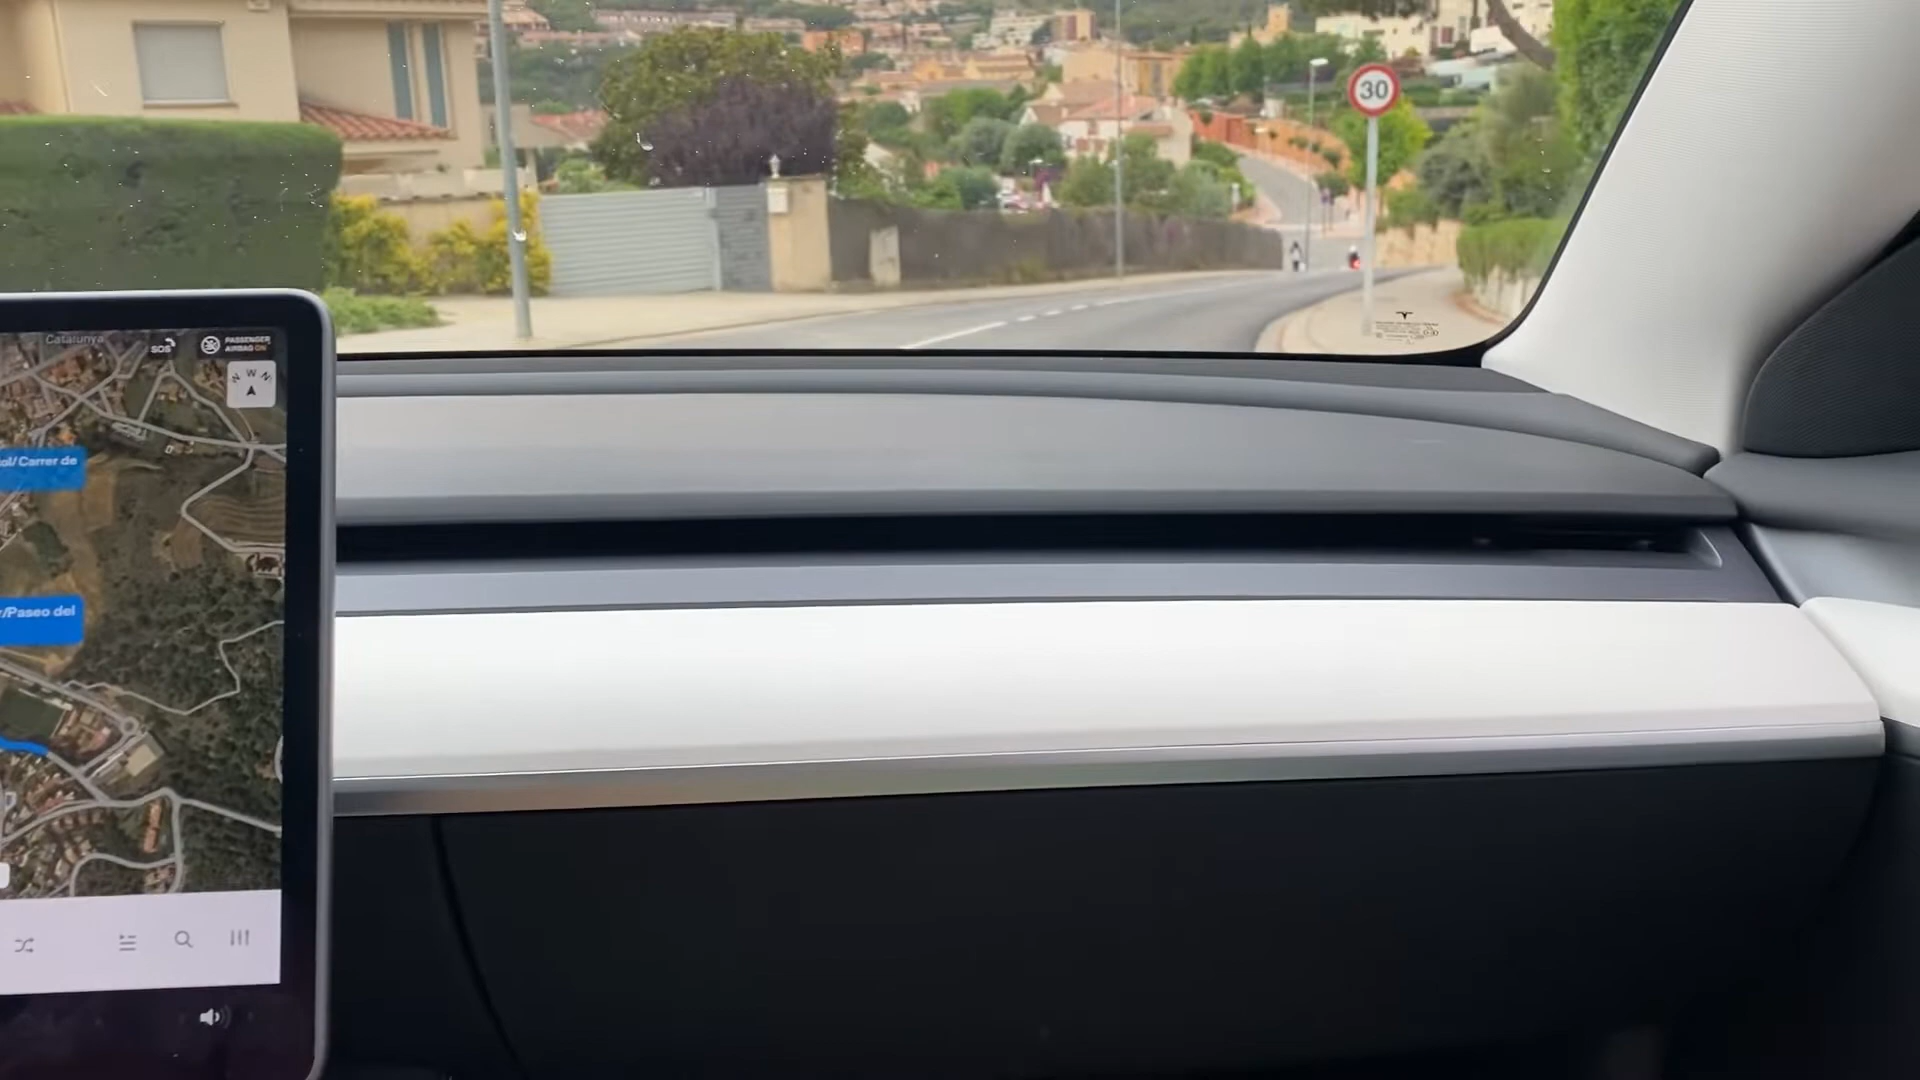 30
Catalunya
SOS
PASSENGER
AIRBAG ON
N W N
ol/Carrer de
/Paseo del